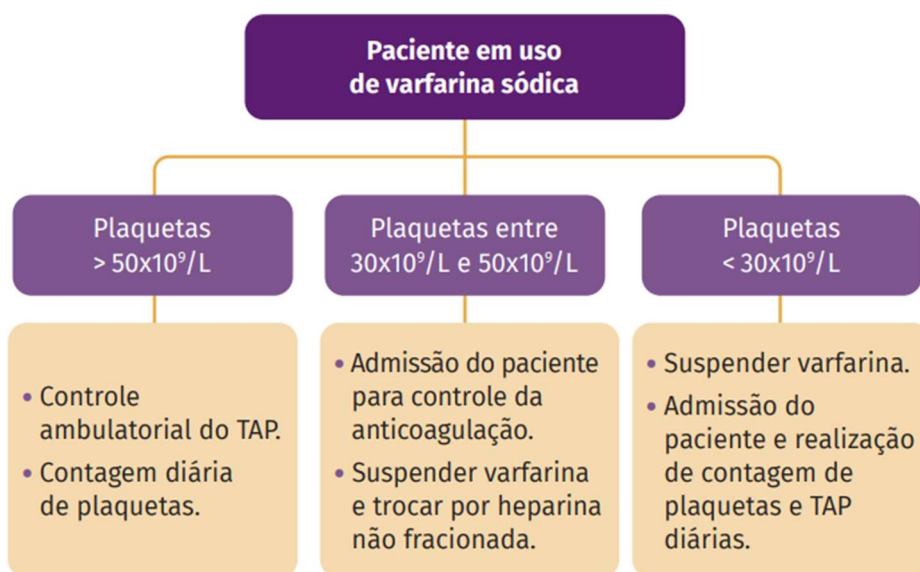 Paciente em uso
de varfarina sódica
Plaquetas
> 50x10⁹/L
Plaquetas entre
30x10⁹/L e 50x10⁹/L
Plaquetas
< 30x10⁹/L
• Controle
ambulatorial do TAP.
• Contagem diária
de plaquetas.
• Admissão do paciente
para controle da
anticoagulação.
• Suspender varfarina
e trocar por heparina
não fracionada.
• Suspender varfarina.
• Admissão do
paciente e realização
de contagem de
plaquetas e TAP
diárias.